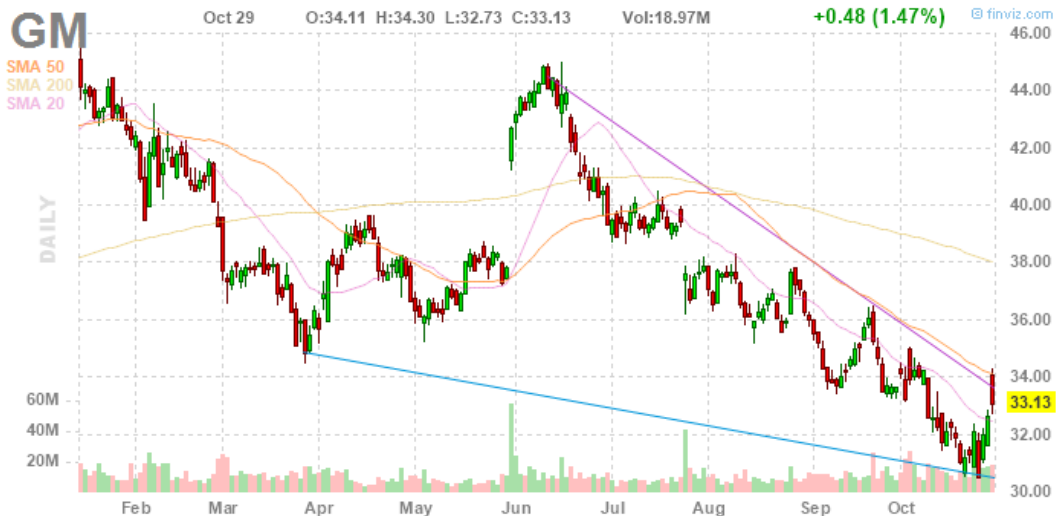 GM
Oct 29 O:34.11 H:34.30 L:32.73 C:33.13 Vol:18.97M +0.48 (1.47%) © finviz.com
SMA 50
SMA 200
SMA 20
DAILY
46.00
44.00
42.00
40.00
38.00
36.00
34.00
33.13
32.00
30.00
60M
40M
20M
Feb Mar Apr May Jun Jul Aug Sep Oct